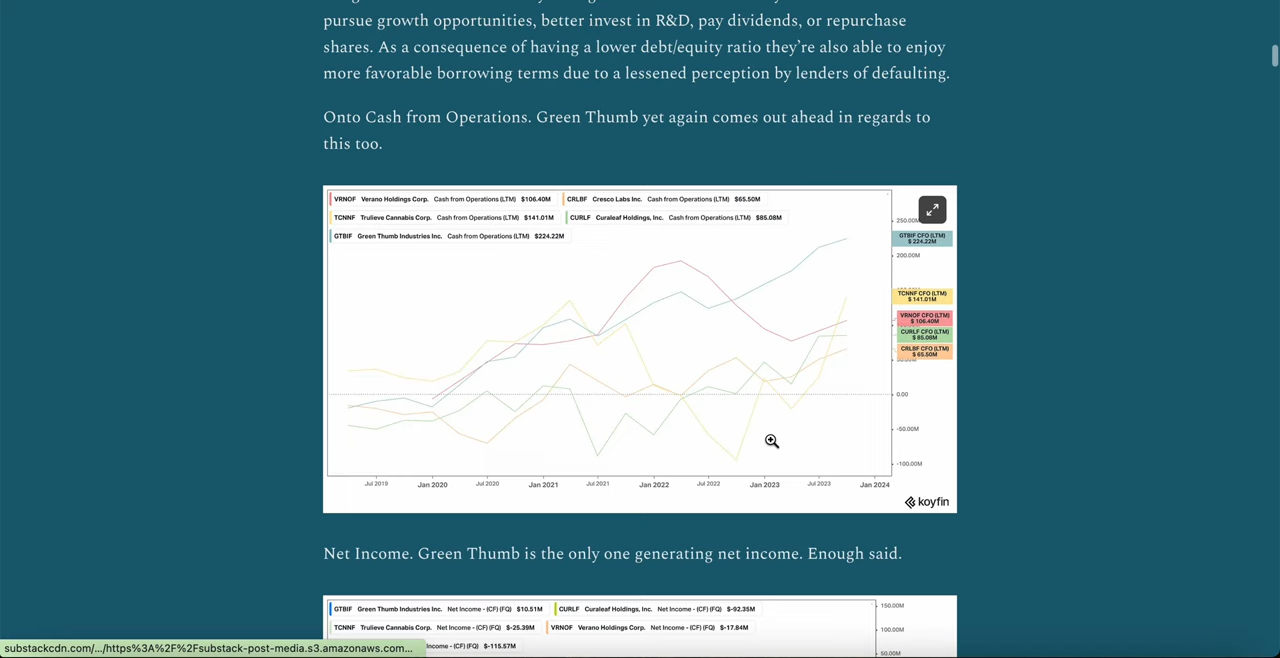 pursue growth opportunities, better invest in R&D, pay dividends, or repurchase
shares. As a consequence of having a lower debt/equity ratio they’re also able to enjoy
more favorable borrowing terms due to a lessened perception by lenders of defaulting.
Onto Cash from Operations. Green Thumb yet again comes out ahead in regards to
this too.
VRNOF Verano Holdings Corp. Cash from Operations (LTM) $106.40M CRLBF Cresco Labs Inc. Cash from Operations (LTM) $65.50M
TCNNF Trulieve Cannabis Corp. Cash from Operations (LTM) $141.01M CURLF Curaleaf Holdings, Inc. Cash from Operations (LTM) $85.08M
GTBIF Green Thumb Industries Inc. Cash from Operations (LTM) $224.22M
250.00M
GTBIF CFO (LTM)
$ 224.22M
200.00M
TCNNF CFO (LTM)
$ 141.01M
VRNOF CFO (LTM)
$ 106.40M
CURLF CFO (LTM)
$ 85.08M
CRLBF CFO (LTM)
$ 65.50M
0.00
-50.00M
-100.00M
Jul 2019 Jan 2020 Jul 2020 Jan 2021 Jul 2021 Jan 2022 Jul 2022 Jan 2023 Jul 2023 Jan 2024
koyfin
Net Income. Green Thumb is the only one generating net income. Enough said.
GTBIF Green Thumb Industries Inc. Net Income - (CF) (FQ) $10.51M CURLF Curaleaf Holdings, Inc. Net Income - (CF) (FQ) $-92.35M
150.00M
TCNNF Trulieve Cannabis Corp. Net Income - (CF) (FQ) $-25.39M VRNOF Verano Holdings Corp. Net Income - (CF) (FQ) $-17.84M
100.00M
Income - (CF) (FQ) $-115.57M
50.00M
substackcdn.com/.../https%3A%2F%2Fsubstack-post-media.s3.amazonaws.com...